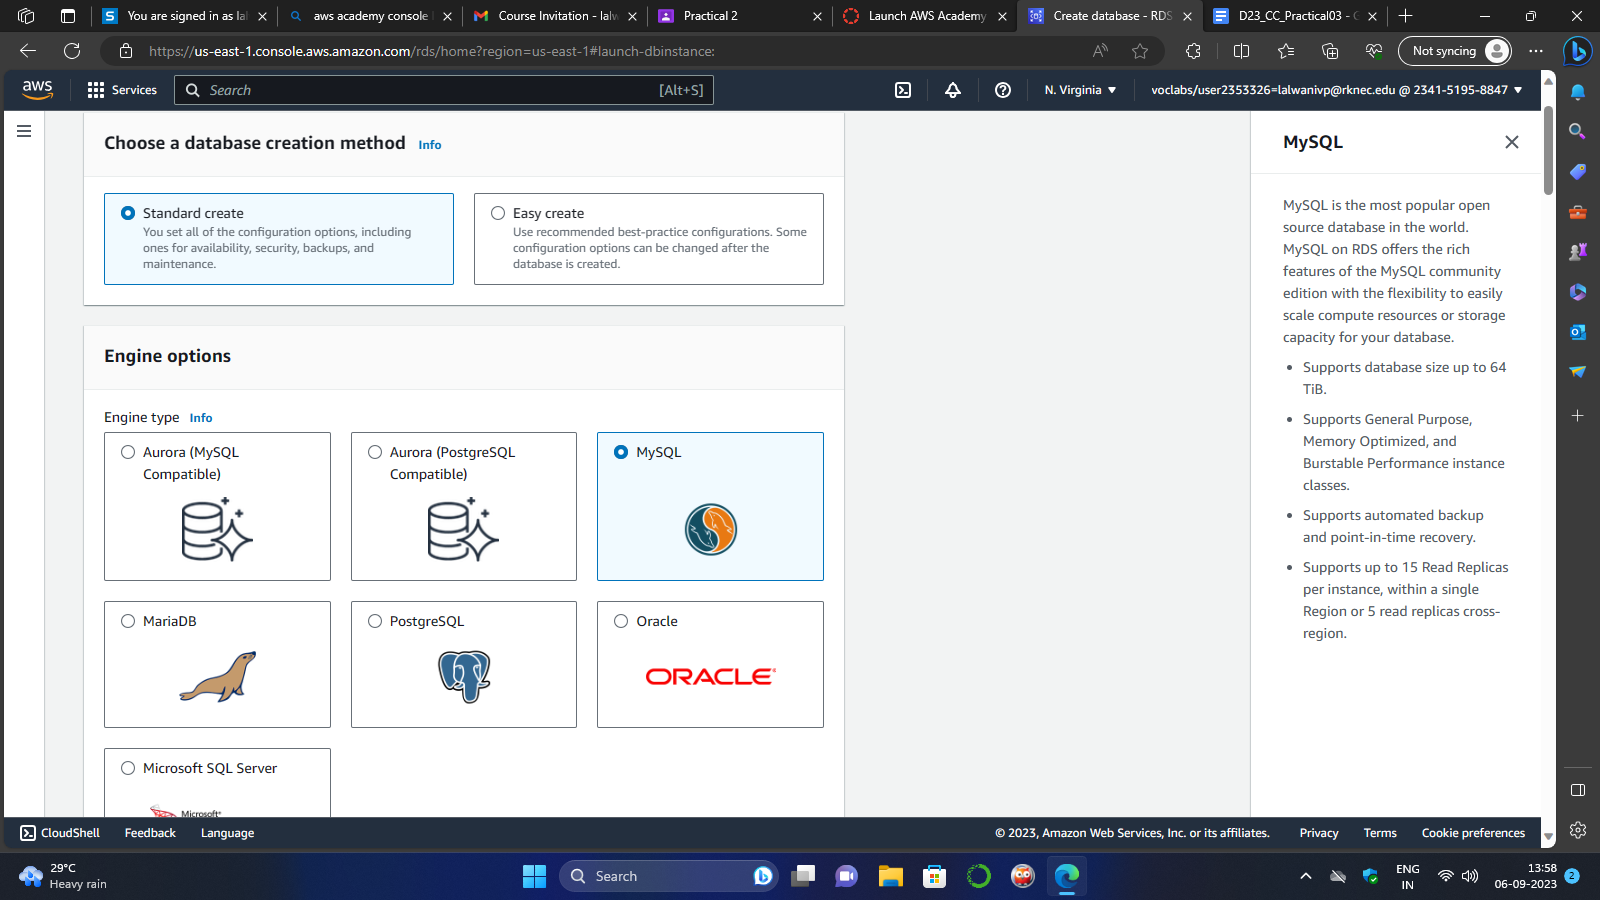 You are signed in as la
aws academy console
Course Invitation - lalw
Practical 2
Launch AWS Academy
Create database - RDS
D23_CC_Practical03 - G
https://us-east-1.console.aws.amazon.com/rds/home?region=us-east-1#launch-dbinstance:
Not syncing
aws
Services
Search
[Alt+S]
N. Virginia
voclabs/user2353326=lalwanivp@rknec.edu @ 2341-5195-8847
Choose a database creation method Info
Standard create
You set all of the configuration options, including
ones for availability, security, backups, and
maintenance.
Easy create
Use recommended best-practice configurations. Some
configuration options can be changed after the
database is created.
Engine options
Engine type Info
Aurora (MySQL
Compatible)
Aurora (PostgreSQL
Compatible)
MySQL
MariaDB
PostgreSQL
Oracle
ORACLE
Microsoft SQL Server
Microsoft
MySQL
MySQL is the most popular open
source database in the world.
MySQL on RDS offers the rich
features of the MySQL community
edition with the flexibility to easily
scale compute resources or storage
capacity for your database.
• Supports database size up to 64
TiB.
• Supports General Purpose,
Memory Optimized, and
Burstable Performance instance
classes.
• Supports automated backup
and point-in-time recovery.
• Supports up to 15 Read Replicas
per instance, within a single
Region or 5 read replicas cross-
region.
CloudShell
Feedback
Language
© 2023, Amazon Web Services, Inc. or its affiliates.
Privacy
Terms
Cookie preferences
29°C
Heavy rain
Search
ENG
IN
13:58
06-09-2023
2